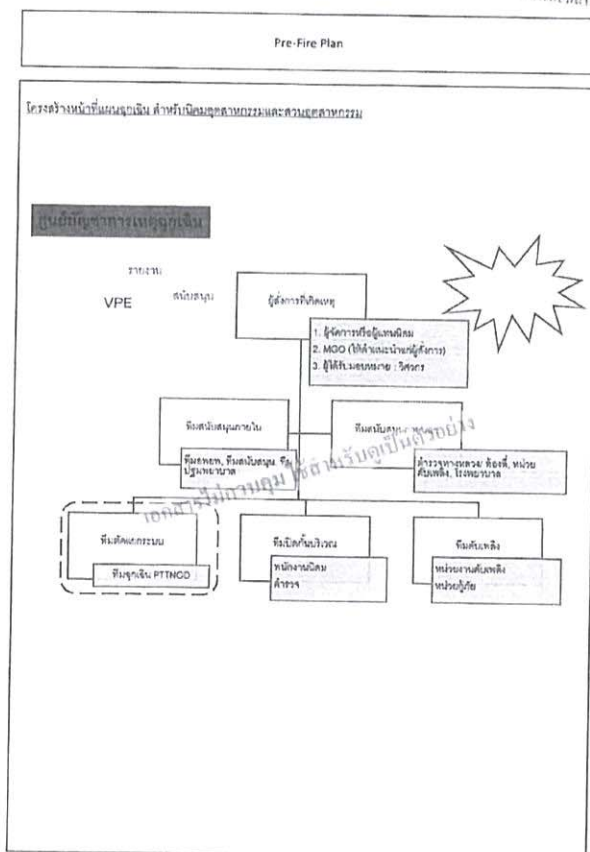 Pre-Fire Plan
โครงสร้างหน้าที่แผนฉุกเฉิน สำหรับนิคมอุตสาหกรรมและสวนอุตสาหกรรม
ศูนย์บัญชาการเหตุฉุกเฉิน
รายงาน
VPE
สนับสนุน
ผู้สั่งการที่เกิดเหตุ
1. ผู้จัดการหรือผู้แทนนิคม
2. MGO (ให้คำแนะนำแก่ผู้สั่งการ)
3. ผู้ได้รับมอบหมาย : วิศวกร
ทีมสนับสนุนภายใน
ทีมอพยพ, ทีมสนับสนุน, ทีม
ปฐมพยาบาล
ทีมสนับสนุน
ตำรวจทางหลวง/ ท้องที่, หน่วย
ดับเพลิง, โรงพยาบาล
เอกสารไม่ควบคุม ใช้สำหรับดูเป็นตัวอย่าง
ทีมตัดแยกระบบ
ทีมฉุกเฉิน PTTNGD
ทีมปิดกั้นบริเวณ
พนักงานนิคม
ตำรวจ
ทีมดับเพลิง
หน่วยงานดับเพลิง
หน่วยกู้ภัย